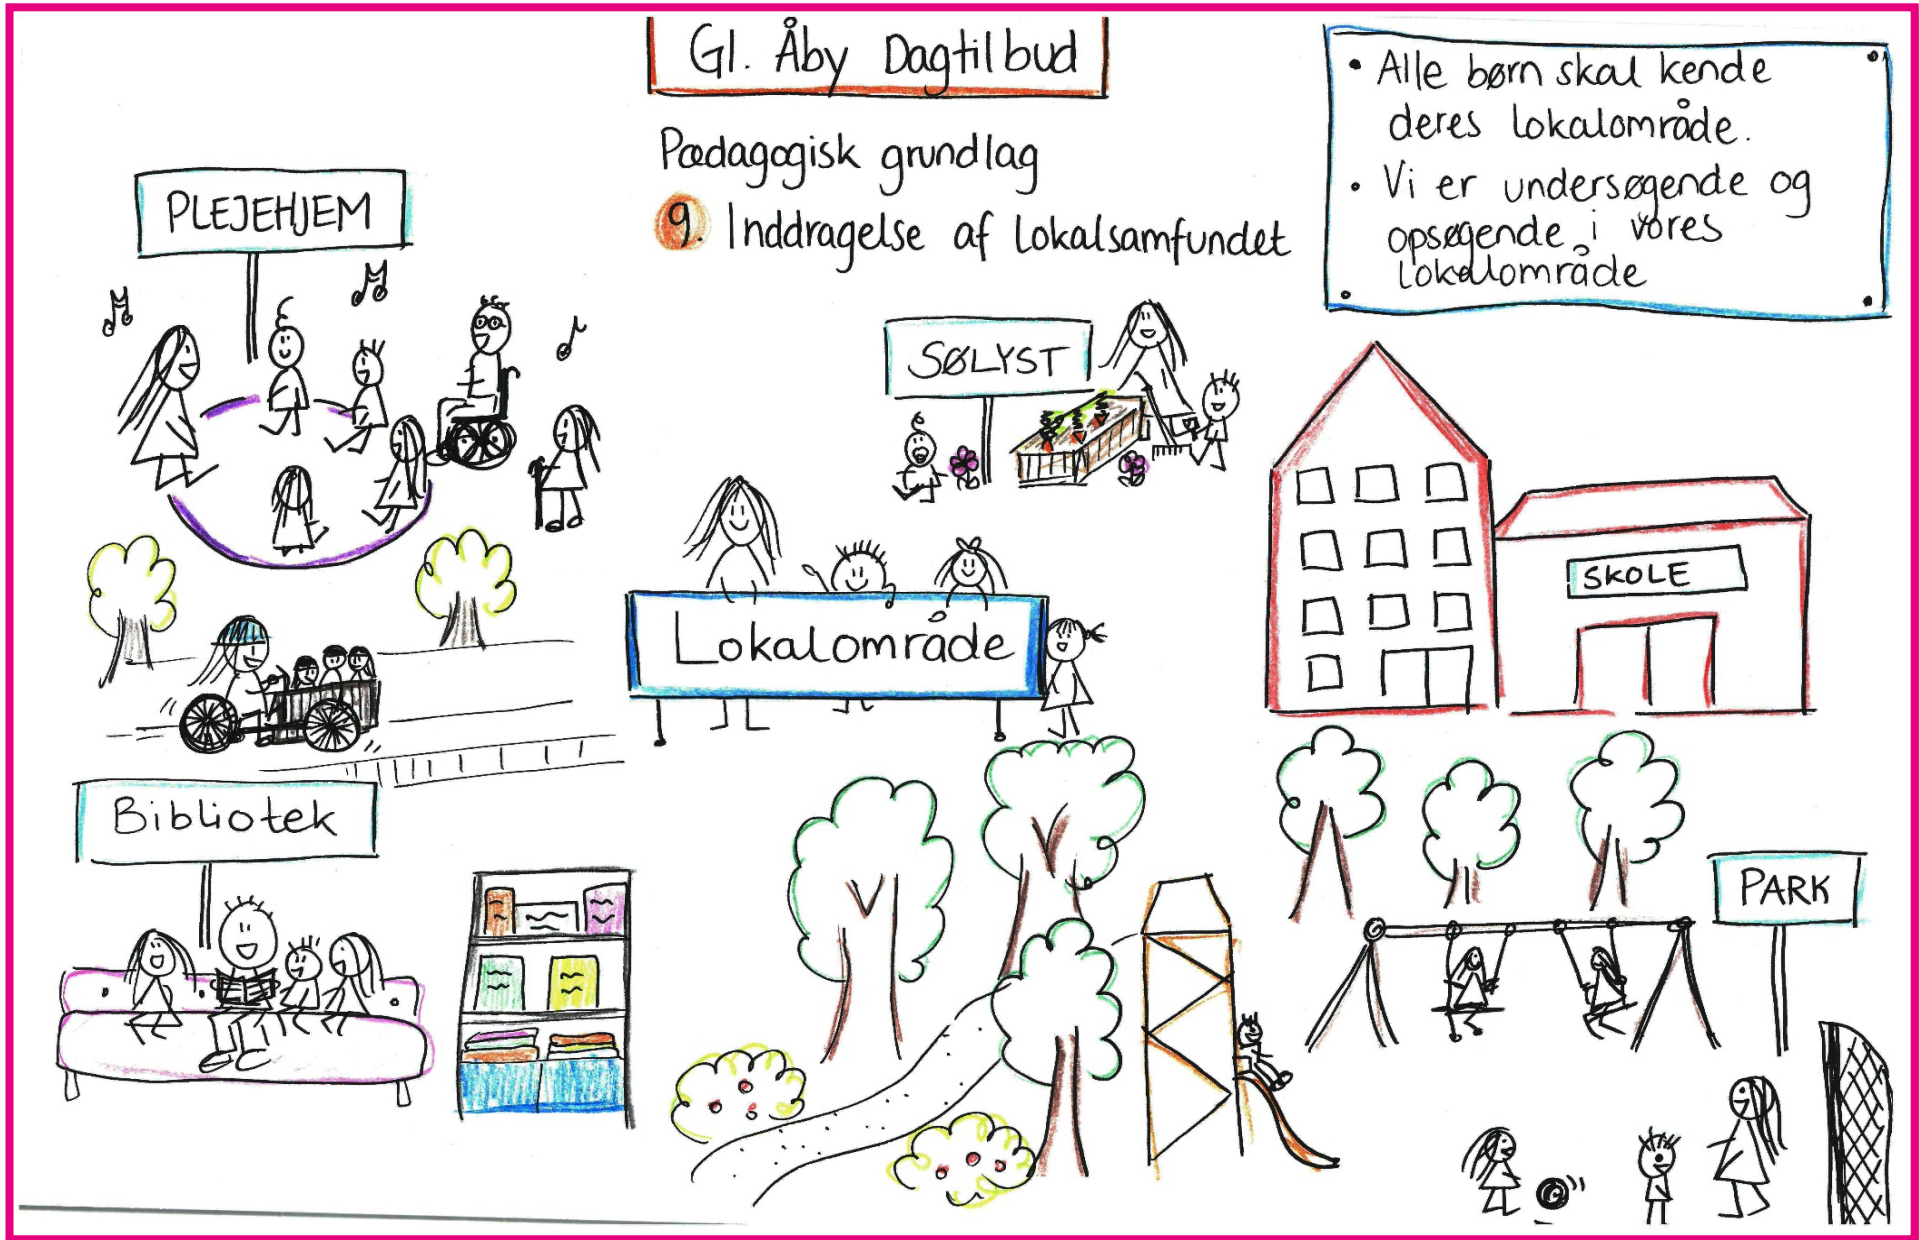 Gl. Åby Dagtilbud
Pædagogisk grundlag
9. Inddragelse af lokalsamfundet
• Alle børn skal kende
deres lokalområde.
• Vi er undersøgende og
opsøgende i vores
lokalområde
PLEJEHJEM
SØLYST
Lokalområde
SKOLE
Bibliotek
PARK